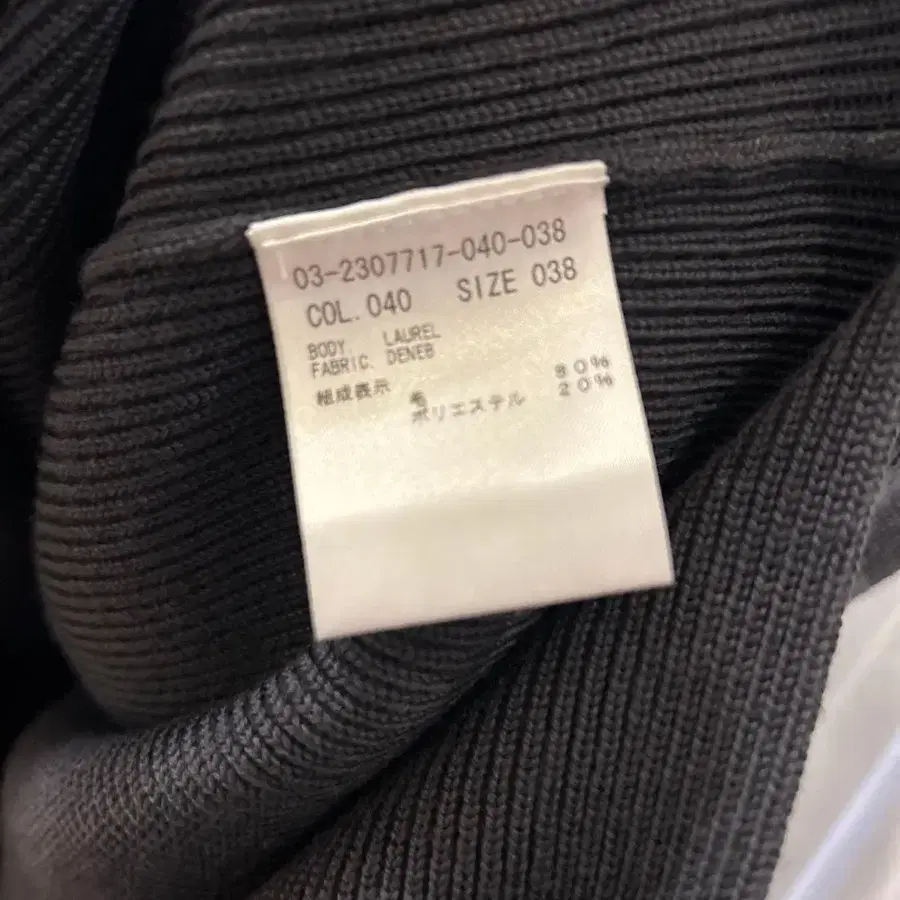 03-2307717-040-038
COL.040 SIZE 038
BODY. LAUREL
FABRIC. DENEB
組成表示 毛 80%
ポリエステル 20%